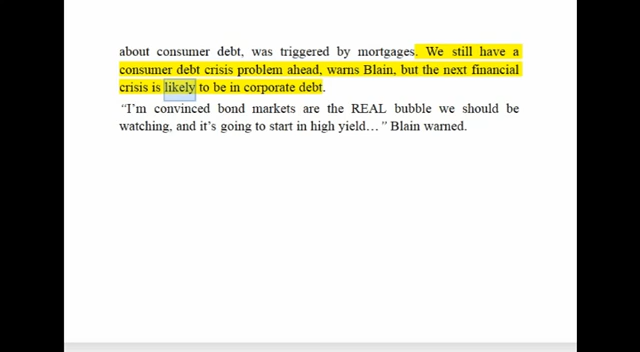 about consumer debt, was triggered by mortgages. We still have a
consumer debt crisis problem ahead, warns Blain, but the next financial
crisis is likely to be in corporate debt.
“I’m convinced bond markets are the REAL bubble we should be
watching, and it’s going to start in high yield…” Blain warned.